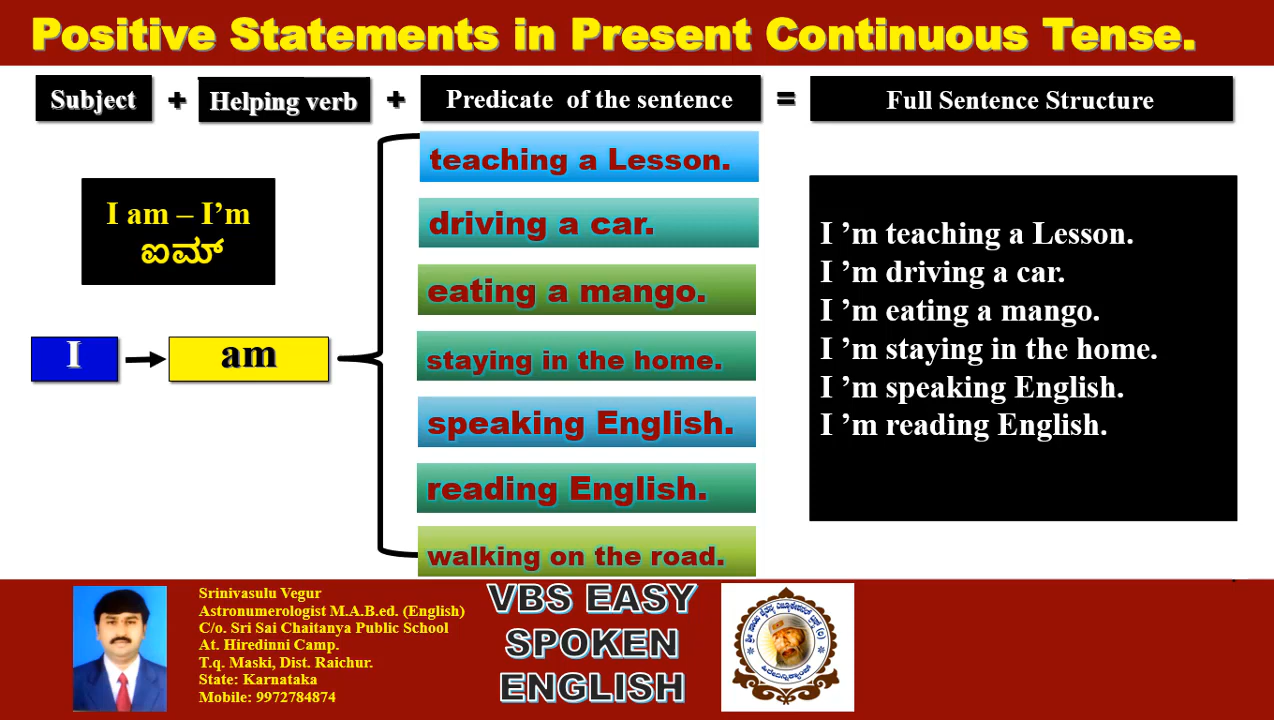 Positive Statements in Present Continuous Tense.
Subject + Helping verb + Predicate of the sentence = Full Sentence Structure
I am – I’m
ಐಮ್
I
am
teaching a Lesson.
driving a car.
eating a mango.
staying in the home.
speaking English.
reading English.
walking on the road.
I ’m teaching a Lesson.
I ’m driving a car.
I ’m eating a mango.
I ’m staying in the home.
I ’m speaking English.
I ’m reading English.
Srinivasulu Vegur
Astronumerologist M.A.B.ed. (English)
C/o. Sri Sai Chaitanya Public School
At. Hiredinni Camp.
T.q. Maski, Dist. Raichur.
State: Karnataka
Mobile: 9972784874
VBS EASY
SPOKEN
ENGLISH